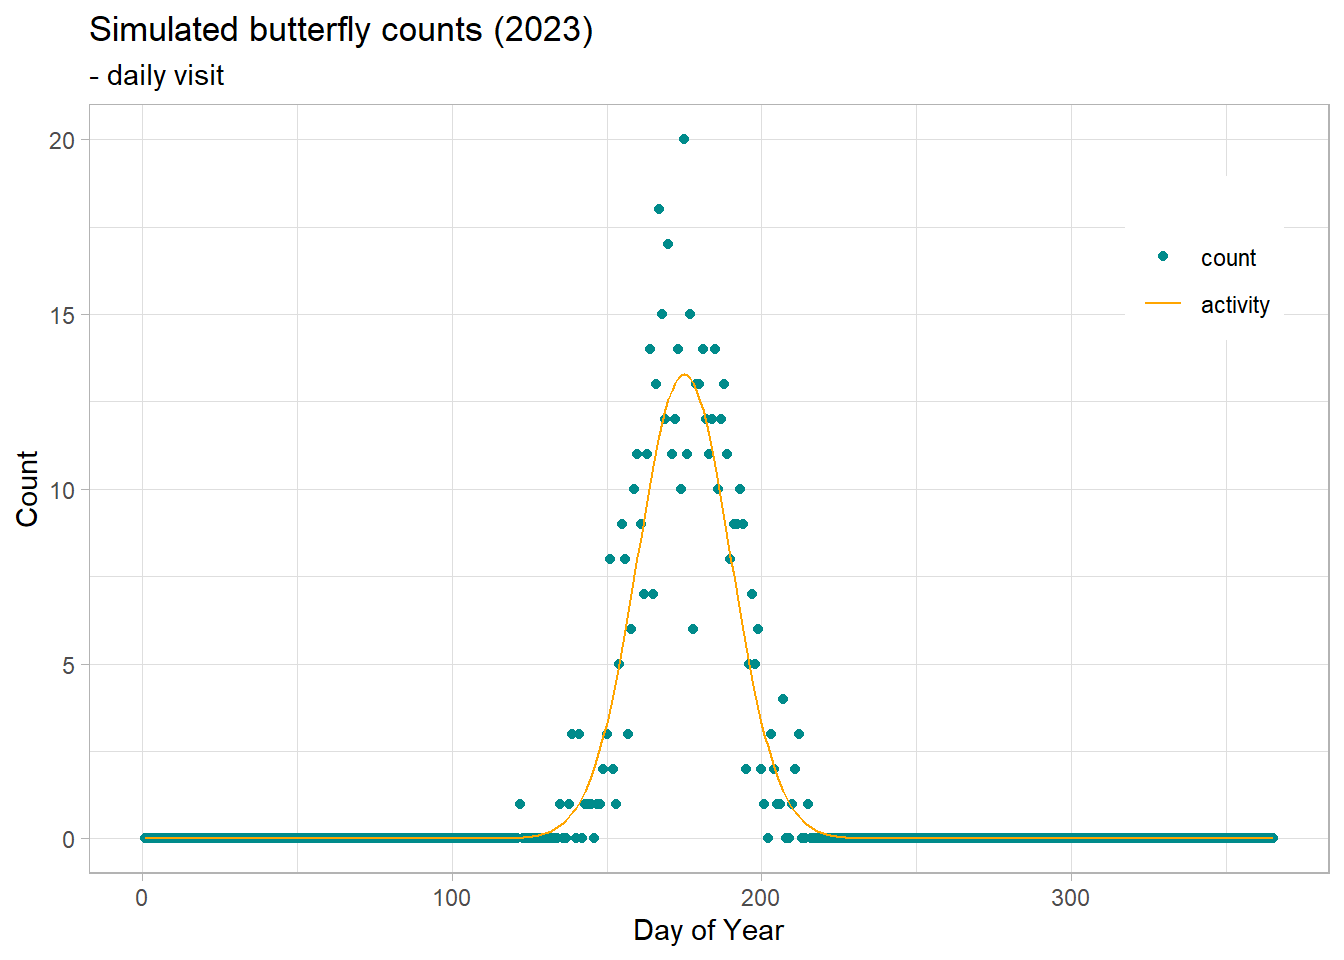 Simulated butterfly counts (2023)
- daily visit
20
15
10
5
0
Count
0 100 200 300
Day of Year
count
activity